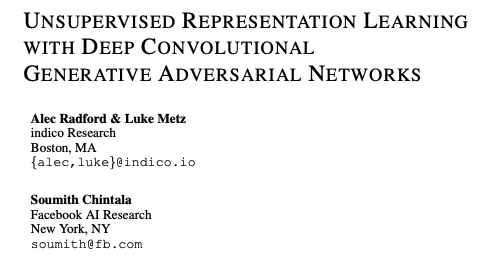 UNSUPERVISED REPRESENTATION LEARNING
WITH DEEP CONVOLUTIONAL
GENERATIVE ADVERSARIAL NETWORKS
Alec Radford & Luke Metz
indico Research
Boston, MA
{alec,luke}@indico.io
Soumith Chintala
Facebook AI Research
New York, NY
soumith@fb.com